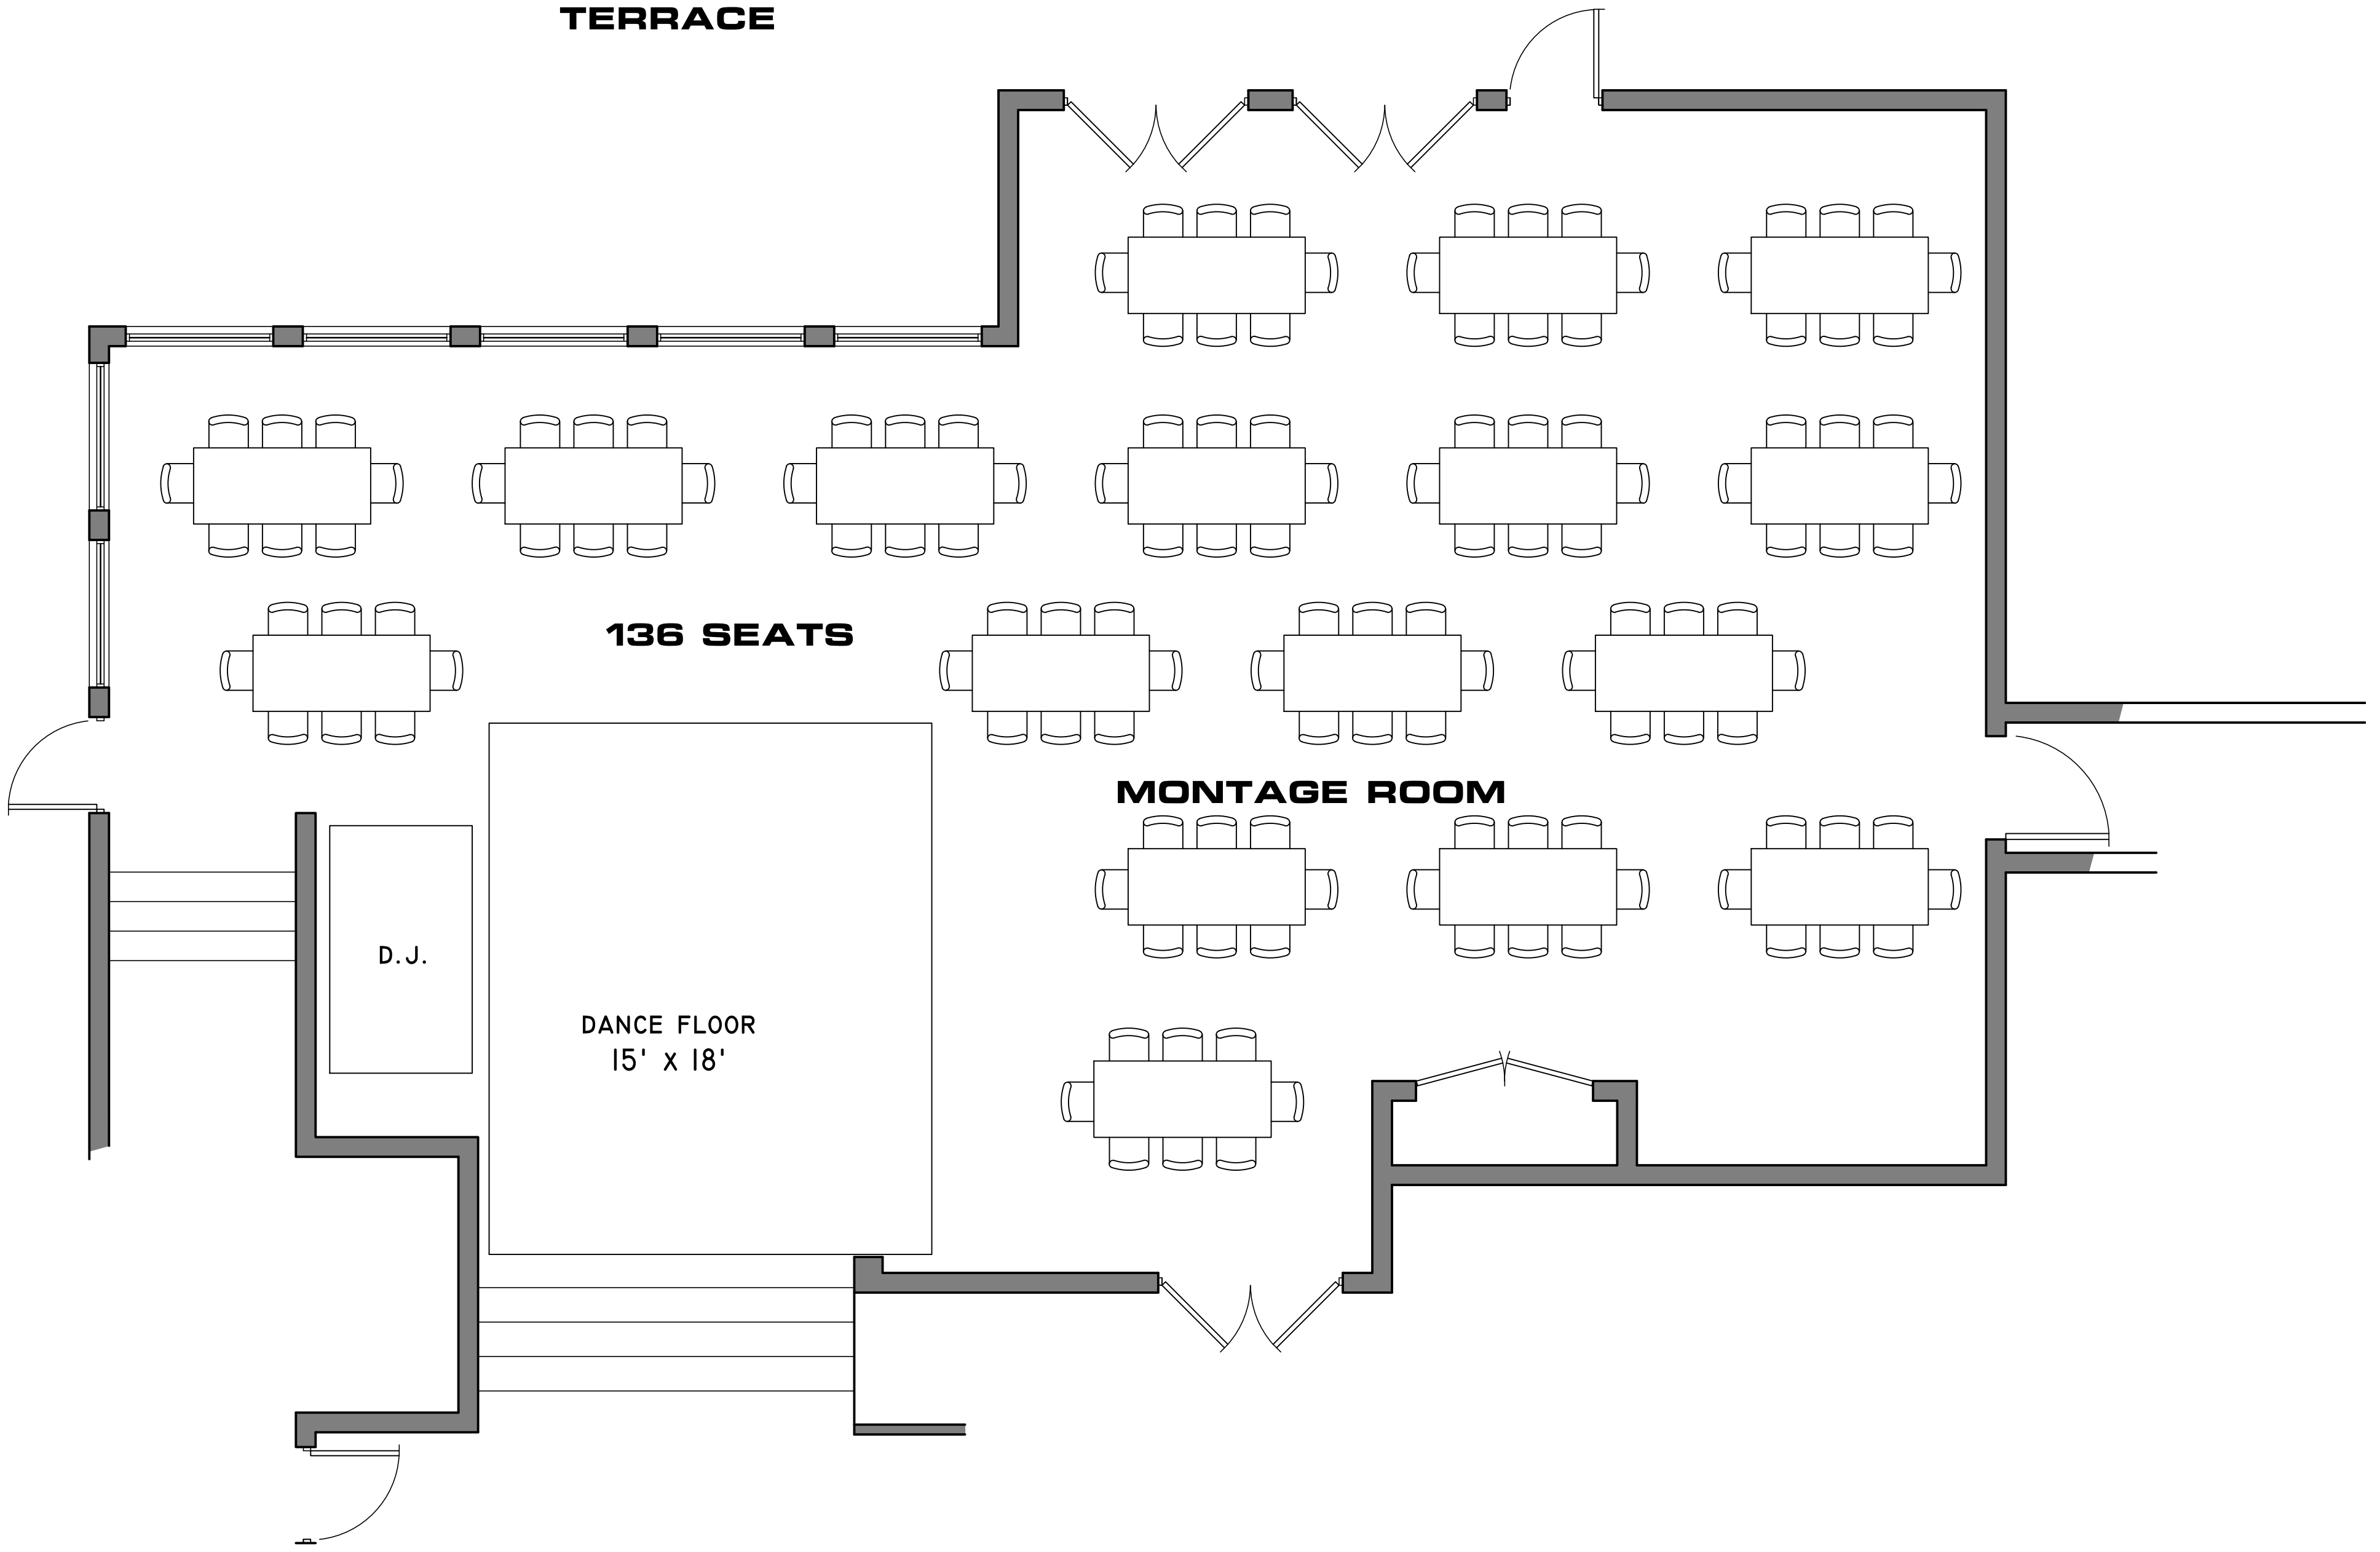 TERRACE
136 SEATS
MONTAGE ROOM
D.J.
DANCE FLOOR
15' X 18'